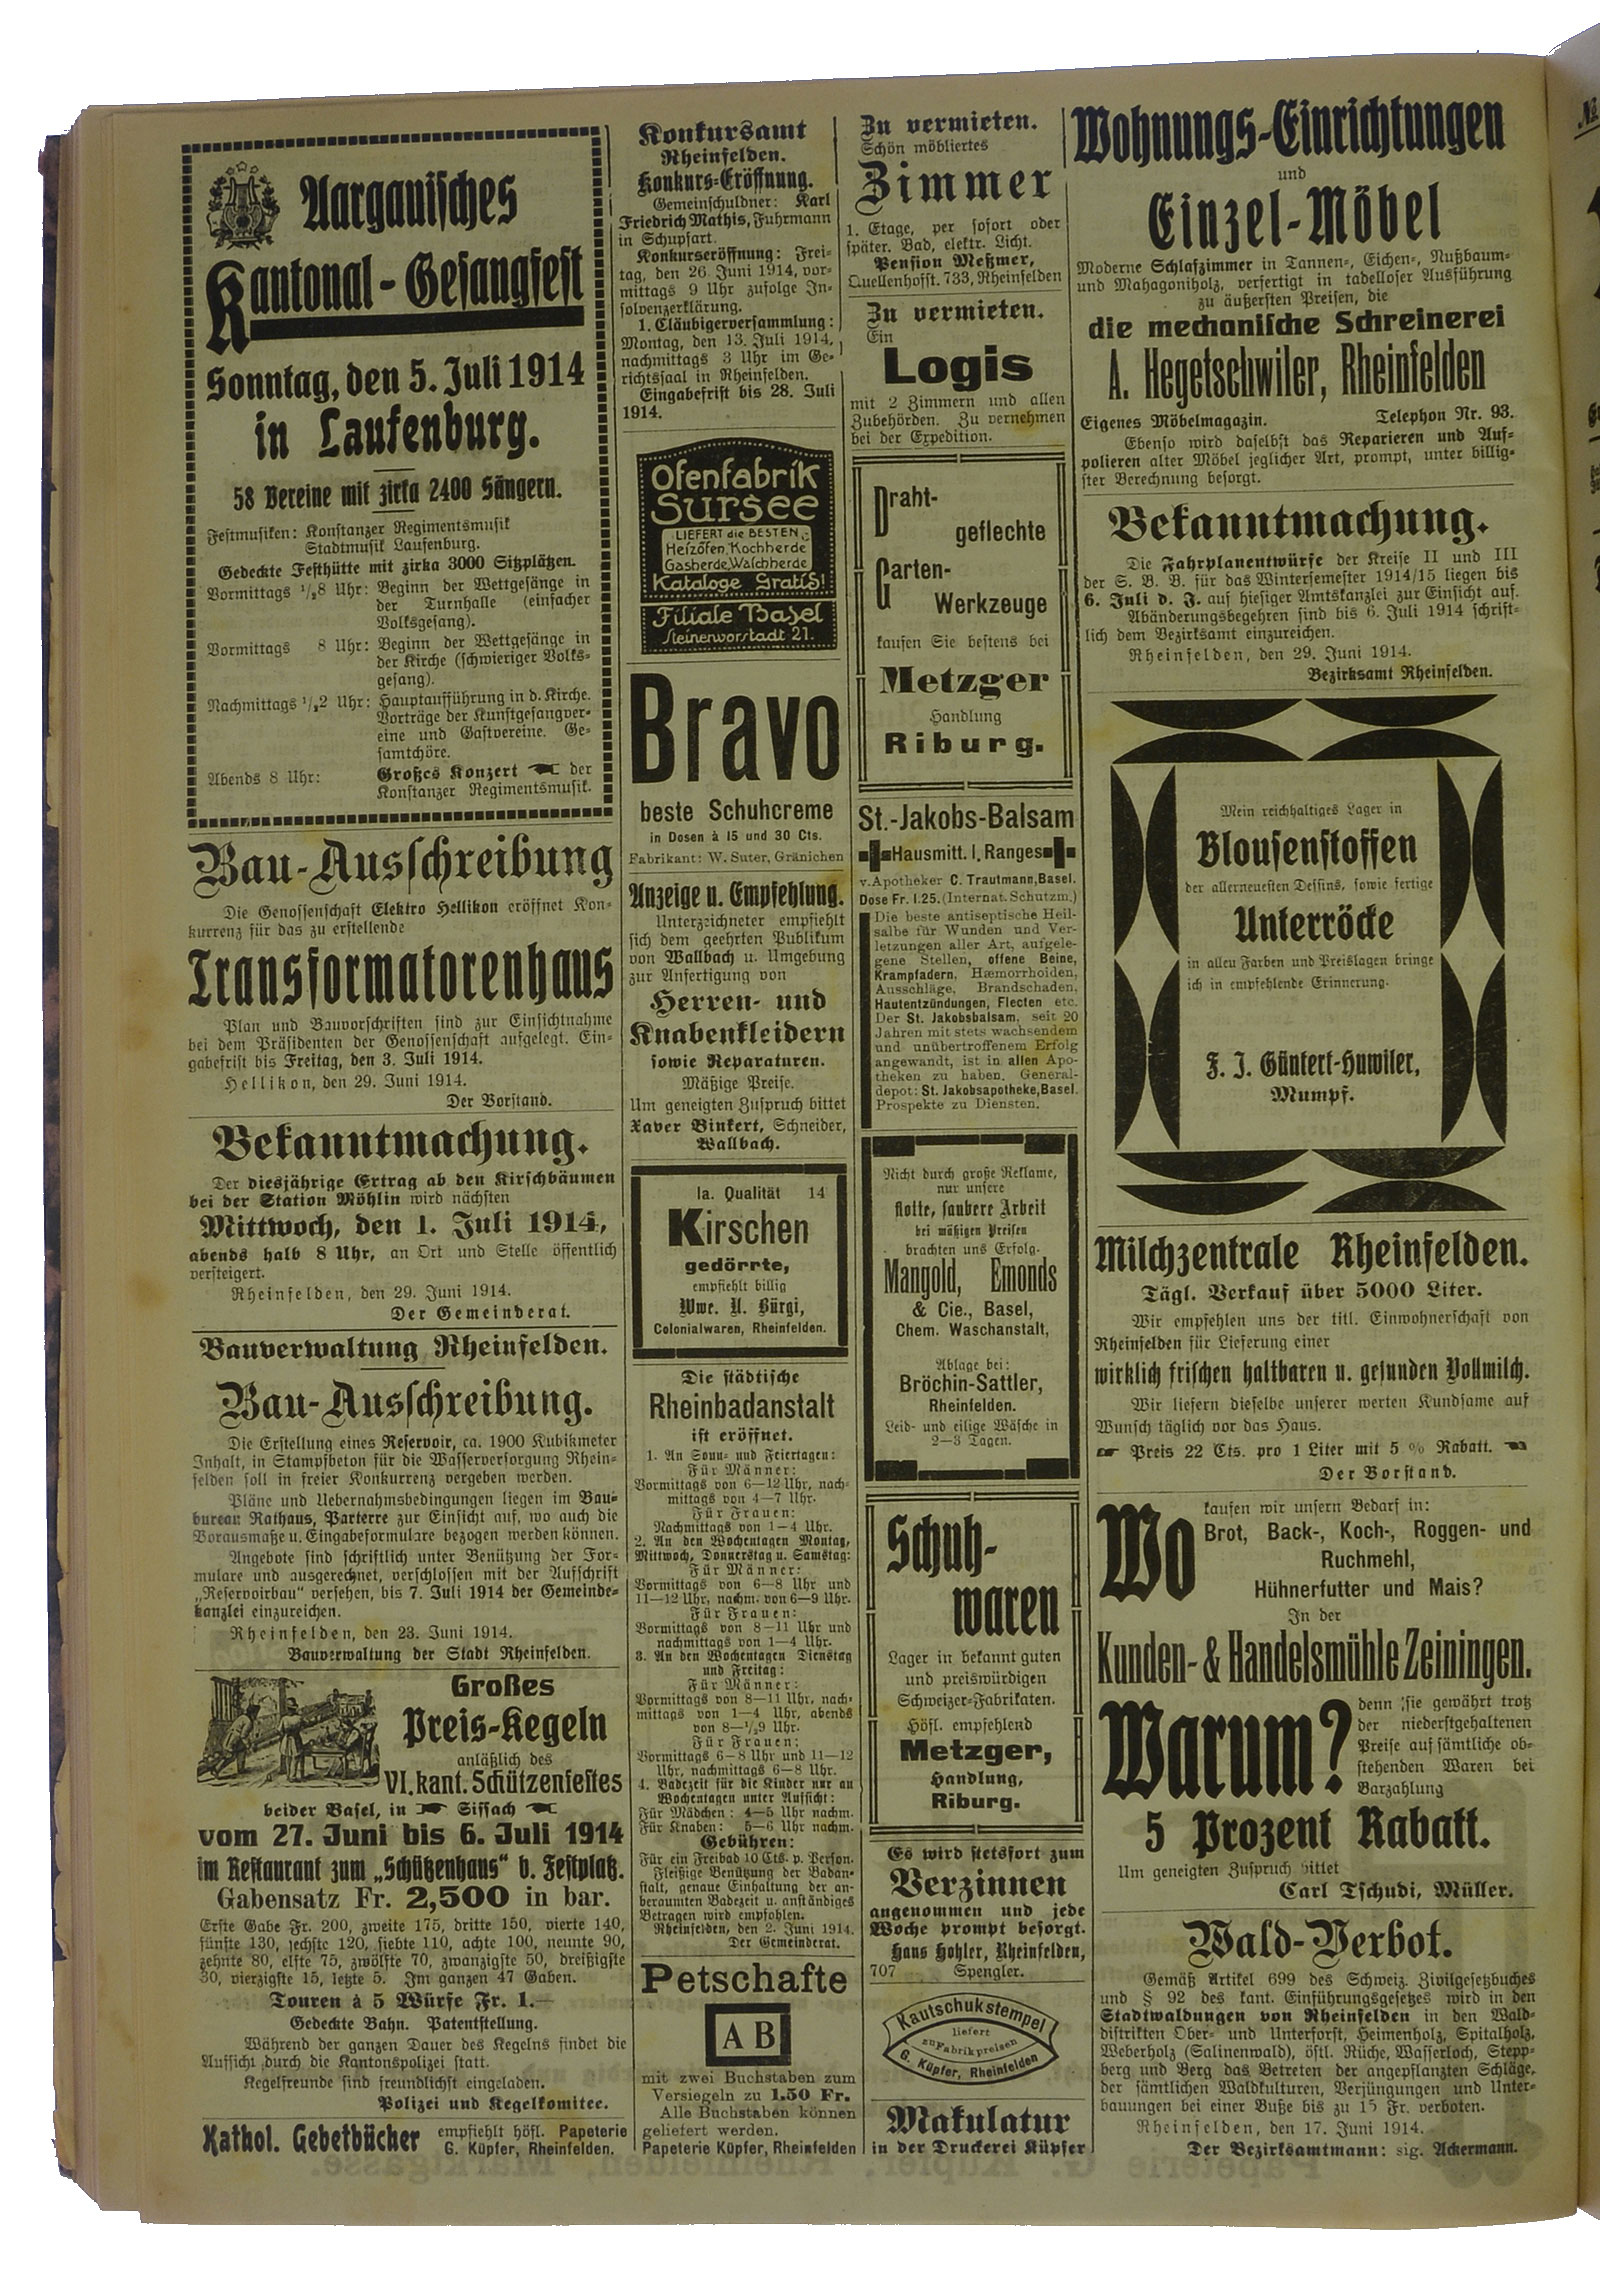 Aargauisches
Kantonal-Gesangfest
Sonntag, den 5. Juli 1914
in Laufenburg.
58 Vereine mit zirka 2400 Sängern.
Festmusiken: Konstanzer Regimentsmusik
Stadtmusik Laufenburg.
Gedeckte Festhütte mit zirka 3000 Sitzplätzen.
Vormittags ½8 Uhr: Beginn der Wettgesänge in
der Turnhalle (einfacher
Volksgesang).
Vormittags 8 Uhr: Beginn der Wettgesänge in
der Kirche (schwieriger Volks-
gesang).
Nachmittags ½2 Uhr: Hauptaufführung in d. Kirche.
Vorträge der Kunstgesangver-
eine und Gastvereine. Ge-
samtchöre.
Abends 8 Uhr: Großes Konzert der
Konstanzer Regimentsmusik.
Bau-Ausschreibung
Die Genossenschaft Elektro Hellikon eröffnet Kon-
kurrenz für das zu erstellende
Transformatorenhaus
Plan und Bauvorschriften sind zur Einsichtnahme
bei dem Präsidenten der Genossenschaft aufgelegt. Ein-
gabefrist bis Freitag, den 3. Juli 1914.
Hellikon, den 29. Juni 1914.
Der Vorstand.
Bekanntmachung.
Der diesjährige Ertrag ab den Kirschbäumen
bei der Station Möhlin wird nächsten
Mittwoch, den 1. Juli 1914,
abends halb 8 Uhr, an Ort und Stelle öffentlich
versteigert.
Rheinfelden, den 29. Juni 1914.
Der Gemeinderat.
Bauverwaltung Rheinfelden.
Bau-Ausschreibung.
Die Erstellung eines Reservoir, ca. 1900 Kubikmeter
Inhalt, in Stampfbeton für die Wasserversorgung Rhein-
felden soll in freier Konkurrenz vergeben werden.
Pläne und Uebernahmsbedingungen liegen im Bau-
bureau Rathaus, Parterre zur Einsicht auf, wo auch die
Vorausmaße u. Eingabeformulare bezogen werden können.
Angebote sind schriftlich unter Benützung der For-
mulare und ausgerechnet, verschlossen mit der Aufschrift
„Reservoirbau" versehen, bis 7. Juli 1914 der Gemeinde-
kanzlei einzureichen.
Rheinfelden, den 23. Juni 1914.
Bauverwaltung der Stadt Rheinfelden.
Großes
Preis-Kegeln
anläßlich des
VI. kant. Schützenfestes
beider Basel, in Sissach
vom 27. Juni bis 6. Juli 1914
im Restaurant zum „Schützenhaus" b. Festplatz.
Gabensatz Fr. 2,500 in bar.
Erste Gabe Fr. 200, zweite 175, dritte 150, vierte 140,
fünfte 130, sechste 120, siebte 110, achte 100, neunte 90,
zehnte 80, elfte 75, zwölfte 70, zwanzigste 50, dreißigste
30, vierzigste 15, letzte 5. Im ganzen 47 Gaben.
Touren à 5 Würfe Fr. 1.—
Gedeckte Bahn. Patentstellung.
Während der ganzen Dauer des Kegelns findet die
Aufsicht durch die Kantonspolizei statt.
Kegelfreunde sind freundlichst eingeladen.
Polizei und Kegelkomitee.
Kathol. Gebetbücher empfiehlt höfl. Papeterie
G. Küpfer, Rheinfelden.
Konkursamt
Rheinfelden.
Konkurs-Eröffnung.
Gemeinschuldner: Karl
Friedrich Mathis, Fuhrmann
in Schupfart.
Konkurseröffnung: Frei-
tag, den 26. Juni 1914, vor-
mittags 9 Uhr zufolge In-
solvenzerklärung.
1. Gläubigerversammlung:
Montag, den 13. Juli 1914,
nachmittags 3 Uhr im Ge-
richtssaal in Rheinfelden.
Eingabefrist bis 28. Juli
1914.
Ofenfabrik
Sursee
LIEFERT die BESTEN
Heizöfen, Kochherde
Gasherde, Waschherde
Kataloge Gratis!
Filiale Basel
Steinenvorstadt 21.
Bravo
beste Schuhcreme
in Dosen à 15 und 30 Cts.
Fabrikant: W. Suter, Gränichen
Anzeige u. Empfehlung.
Unterzeichneter empfiehlt
sich dem geehrten Publikum
von Wallbach u. Umgebung
zur Anfertigung von
Herren- und
Knabenkleidern
sowie Reparaturen.
Mäßige Preise.
Um geneigten Zuspruch bittet
Xaver Binkert, Schneider,
Wallbach.
Ia. Qualität 14
Kirschen
gedörrte,
empfiehlt billig
Wwe. A. Bürgi,
Colonialwaren, Rheinfelden.
Die städtische
Rheinbadanstalt
ist eröffnet.
1. An Sonn- und Feiertagen:
Für Männer:
Vormittags von 6—12 Uhr, nach-
mittags von 4—7 Uhr.
Für Frauen:
Nachmittags von 1—4 Uhr.
2. An den Wochentagen Montag,
Mittwoch, Donnerstag u. Samstag:
Für Männer:
Vormittags von 6—8 Uhr und
11—12 Uhr, nachm. von 6—9 Uhr.
Für Frauen:
Vormittags von 8—11 Uhr und
nachmittags von 1—4 Uhr.
3. An den Wochentagen Dienstag
und Freitag:
Für Männer:
Vormittags von 8—11 Uhr, nach-
mittags von 1—4 Uhr, abends
von 8—½9 Uhr.
Für Frauen:
Vormittags 6—8 Uhr und 11—12
Uhr, nachmittags 6—8 Uhr.
4. Badezeit für die Kinder nur an
Wochentagen unter Aufsicht:
Für Mädchen: 4—5 Uhr nachm.
Für Knaben: 5—6 Uhr nachm.
Gebühren:
Für ein Freibad 10 Cts. p. Person.
Fleißige Benützung der Badan-
stalt, genaue Einhaltung der an-
beraumten Badezeit u. anständiges
Betragen wird empfohlen.
Rheinfelden, den 2. Juni 1914.
Der Gemeinderat.
Petschafte
AB
mit zwei Buchstaben zum
Versiegeln zu 1.50 Fr.
Alle Buchstaben können
geliefert werden.
Papeterie Küpfer, Rheinfelden
Zu vermieten.
Schön möbliertes
Zimmer
1. Etage, per sofort oder
später. Bad, elektr. Licht.
Pension Meßmer,
Quellenhofst. 733, Rheinfelden
Zu vermieten.
Ein
Logis
mit 2 Zimmern und allen
Zubehörden. Zu vernehmen
bei der Expedition.
Draht-
geflechte
Garten-
Werkzeuge
kaufen Sie bestens bei
Metzger
Handlung
Riburg.
St.-Jakobs-Balsam
Hausmitt. I. Ranges
v. Apotheker C. Trautmann, Basel.
Dose Fr. 1.25. (Internat. Schutzm.)
Die beste antiseptische Heil-
salbe für Wunden und Ver-
letzungen aller Art, aufgele-
gene Stellen, offene Beine,
Krampfadern, Hæmorrhoiden,
Ausschläge, Brandschaden,
Hautentzündungen, Flecten etc.
Der St. Jakobsbalsam, seit 20
Jahren mit stets wachsendem
und unübertroffenem Erfolg
angewandt, ist in allen Apo-
theken zu haben. General-
depot: St. Jakobsapotheke, Basel.
Prospekte zu Diensten.
Nicht durch große Reklame,
nur unsere
flotte, saubere Arbeit
bei mäßigen Preisen
brachten uns Erfolg.
Mangold, Emonds
& Cie., Basel,
Chem. Waschanstalt,
Ablage bei:
Bröchin-Sattler,
Rheinfelden.
Leid- und eilige Wäsche in
2—3 Tagen.
Schuh-
waren
Lager in bekannt guten
und preiswürdigen
Schweizer-Fabrikaten.
Höfl. empfehlend
Metzger,
Handlung,
Riburg.
Es wird stetsfort zum
Verzinnen
angenommen und jede
Woche prompt besorgt.
Hans Hohler, Rheinfelden,
707 Spengler.
Kautschukstempel
liefert
zu Fabrikpreisen
G. Küpfer, Rheinfelden
Makulatur
in der Druckerei Küpfer
Wohnungs-Einrichtungen
und
Einzel-Möbel
Moderne Schlafzimmer in Tannen-, Eichen-, Nußbaum-
und Mahagoniholz, verfertigt in tadelloser Ausführung
zu äußersten Preisen, die
die mechanische Schreinerei
A. Hegetschwiler, Rheinfelden
Eigenes Möbelmagazin. Telephon Nr. 93.
Ebenso wird daselbst das Reparieren und Auf-
polieren alter Möbel jeglicher Art, prompt, unter billig-
ster Berechnung besorgt.
Bekanntmachung.
Die Fahrplanentwürfe der Kreise II und III
der S. B. B. für das Wintersemester 1914/15 liegen bis
6. Juli d. J. auf hiesiger Amtskanzlei zur Einsicht auf.
Abänderungsbegehren sind bis 6. Juli 1914 schrift-
lich dem Bezirksamt einzureichen.
Rheinfelden, den 29. Juni 1914.
Bezirksamt Rheinfelden.
Mein reichhaltiges Lager in
Blousenstoffen
der allerneuesten Dessins, sowie fertige
Unterröcke
in allen Farben und Preislagen bringe
ich in empfehlende Erinnerung.
F. J. Güntert-Huwiler,
Mumpf.
Milchzentrale Rheinfelden.
Tägl. Verkauf über 5000 Liter.
Wir empfehlen uns der titl. Einwohnerschaft von
Rheinfelden für Lieferung einer
wirklich frischen haltbaren u. gesunden Vollmilch.
Wir liefern dieselbe unserer werten Kundsame auf
Wunsch täglich vor das Haus.
Preis 22 Cts. pro 1 Liter mit 5 % Rabatt.
Der Vorstand.
Wo kaufen wir unsern Bedarf in:
Brot, Back-, Koch-, Roggen- und
Ruchmehl,
Hühnerfutter und Mais?
In der
Kunden- & Handelsmühle Zeiningen.
Warum? denn sie gewährt trotz
der niederstgehaltenen
Preise auf sämtliche ob-
stehenden Waren bei
Barzahlung
5 Prozent Rabatt.
Um geneigten Zuspruch bittet
Carl Tschudi, Müller.
Wald-Verbot.
Gemäß Artikel 699 des Schweiz. Zivilgesetzbuches
und § 92 des kant. Einführungsgesetzes wird in den
Stadtwaldungen von Rheinfelden in den Wald-
distrikten Ober- und Unterforst, Heimenholz, Spitalholz,
Weberholz (Salinenwald), östl. Rüche, Wasserloch, Stepp-
berg und Berg das Betreten der angepflanzten Schläge,
der sämtlichen Waldkulturen, Verjüngungen und Unter-
bauungen bei einer Buße bis zu 15 Fr. verboten.
Rheinfelden, den 17. Juni 1914.
Der Bezirksamtmann: sig. Ackermann.